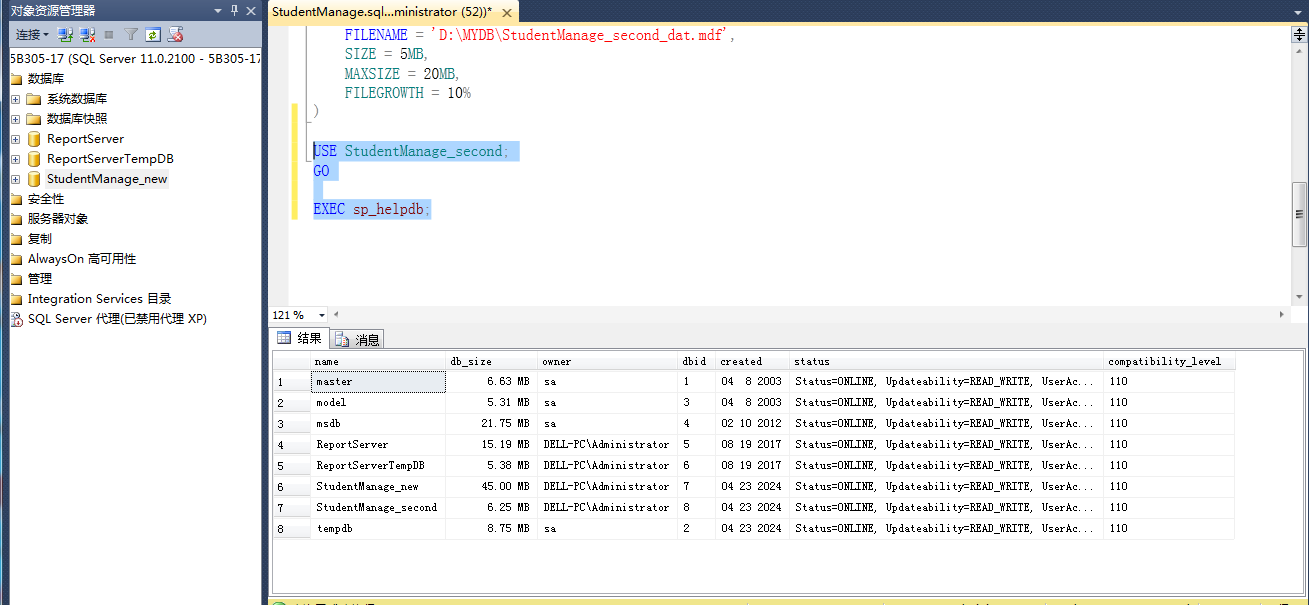 对象资源管理器
连接
5B305-17 (SQL Server 11.0.2100 - 5B305-17
数据库
系统数据库
数据库快照
ReportServer
ReportServerTempDB
StudentManage_new
安全性
服务器对象
复制
AlwaysOn 高可用性
管理
Integration Services 目录
SQL Server 代理(已禁用代理 XP)
StudentManage.sql...ministrator (52))*
FILENAME = 'D:\MYDB\StudentManage_second_dat.mdf',
SIZE = 5MB,
MAXSIZE = 20MB,
FILEGROWTH = 10%
)
USE StudentManage_second;
GO
EXEC sp_helpdb;
121 %
结果 消息
name db_size owner dbid created status compatibility_level
1 master 6.63 MB sa 1 04 8 2003 Status=ONLINE, Updateability=READ_WRITE, UserAc... 110
2 model 5.31 MB sa 3 04 8 2003 Status=ONLINE, Updateability=READ_WRITE, UserAc... 110
3 msdb 21.75 MB sa 4 02 10 2012 Status=ONLINE, Updateability=READ_WRITE, UserAc... 110
4 ReportServer 15.19 MB DELL-PC\Administrator 5 08 19 2017 Status=ONLINE, Updateability=READ_WRITE, UserAc... 110
5 ReportServerTempDB 5.38 MB DELL-PC\Administrator 6 08 19 2017 Status=ONLINE, Updateability=READ_WRITE, UserAc... 110
6 StudentManage_new 45.00 MB DELL-PC\Administrator 7 04 23 2024 Status=ONLINE, Updateability=READ_WRITE, UserAc... 110
7 StudentManage_second 6.25 MB DELL-PC\Administrator 8 04 23 2024 Status=ONLINE, Updateability=READ_WRITE, UserAc... 110
8 tempdb 8.75 MB sa 2 04 23 2024 Status=ONLINE, Updateability=READ_WRITE, UserAc... 110